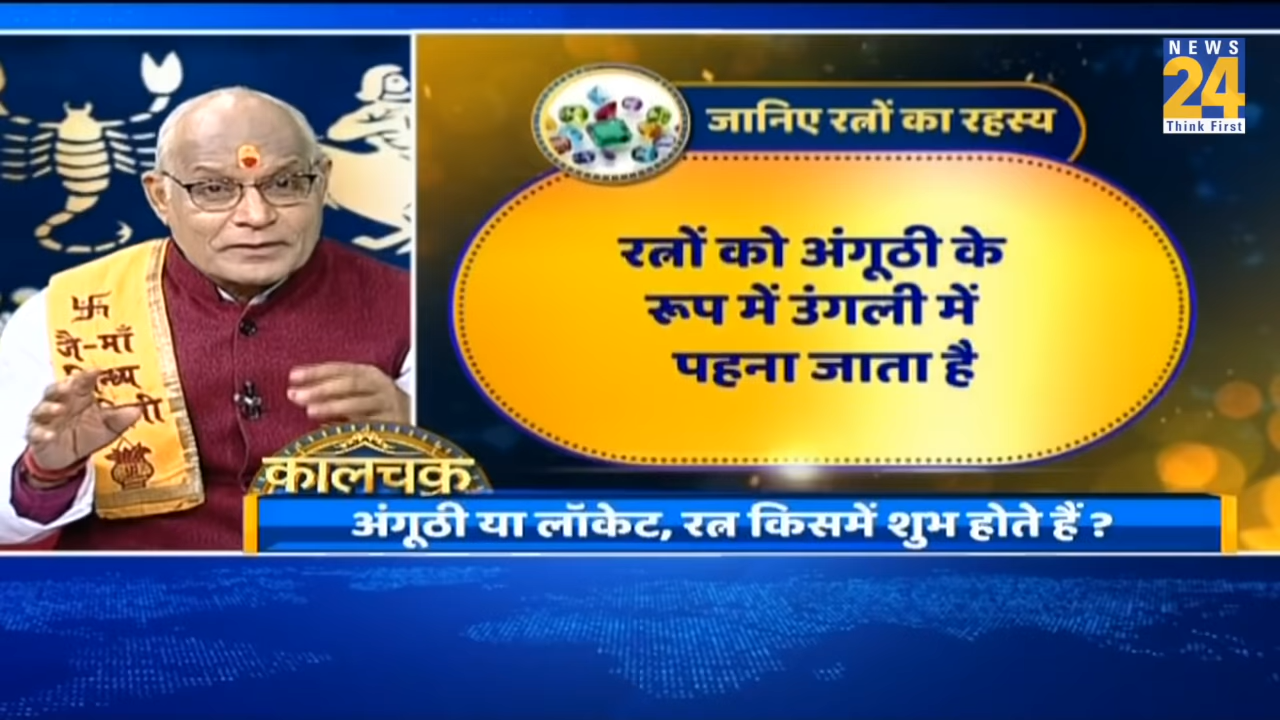 NEWS
24
Think First
जानिए रत्नों का रहस्य
रत्नों को अंगूठी के
रूप में उंगली में
पहना जाता है
जै-माँ
कालचक्र
अंगूठी या लॉकेट, रत्न किसमें शुभ होते हैं ?